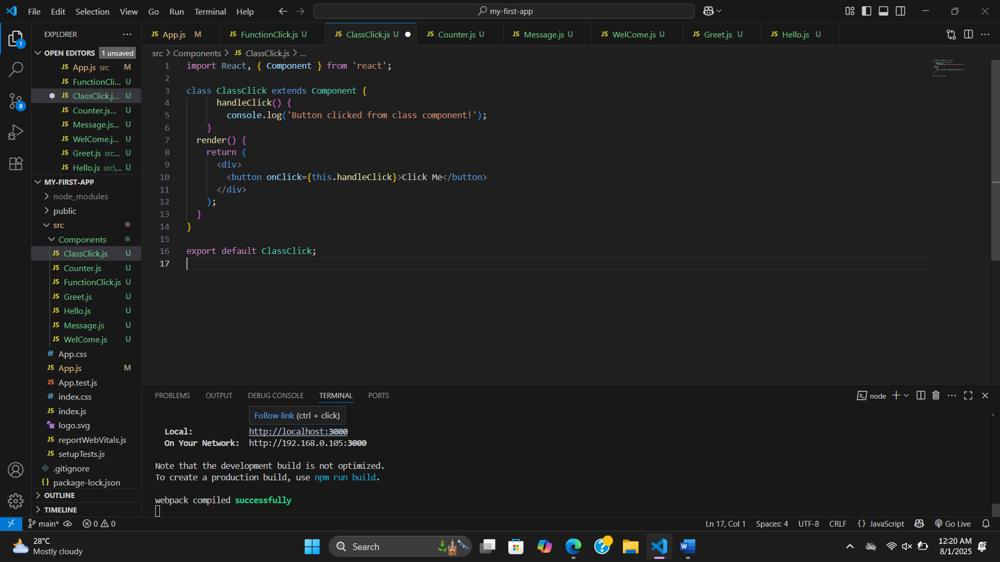 File Edit Selection View Go Run Terminal Help
my-first-app
EXPLORER
OPEN EDITORS 1 unsaved
JS App.js src M
JS FunctionCli... U
JS ClassClick.j... U
JS Counter.js... U
JS Message.js... U
JS WelCome.j... U
JS Greet.js src... U
JS Hello.js src\... U
MY-FIRST-APP
node_modules
public
src
Components
JS ClassClick.js U
JS Counter.js U
JS FunctionClick.js U
JS Greet.js U
JS Hello.js U
JS Message.js U
JS WelCome.js U
# App.css
JS App.js M
JS App.test.js
# index.css
JS index.js
logo.svg
JS reportWebVitals.js
JS setupTests.js
.gitignore
{} package-lock.json
OUTLINE
TIMELINE
1
8
JS App.js M JS FunctionClick.js U JS ClassClick.js U JS Counter.js U JS Message.js U JS WelCome.js U JS Greet.js U JS Hello.js U
src > Components > JS ClassClick.js > ...
1 import React, { Component } from 'react';
2
3 class ClassClick extends Component {
4 handleClick() {
5 console.log('Button clicked from class component!');
6 }
7 render() {
8 return (
9 <div>
10 <button onClick={this.handleClick}>Click Me</button>
11 </div>
12 );
13 }
14 }
15
16 export default ClassClick;
17
PROBLEMS OUTPUT DEBUG CONSOLE TERMINAL PORTS
node
Follow link (ctrl + click)
Local: http://localhost:3000
On Your Network: http://192.168.0.105:3000
Note that the development build is not optimized.
To create a production build, use npm run build.
webpack compiled successfully
main* 0 0
Ln 17, Col 1 Spaces: 4 UTF-8 CRLF {} JavaScript Go Live
28°C
Mostly cloudy
Search
12:20 AM
8/1/2025